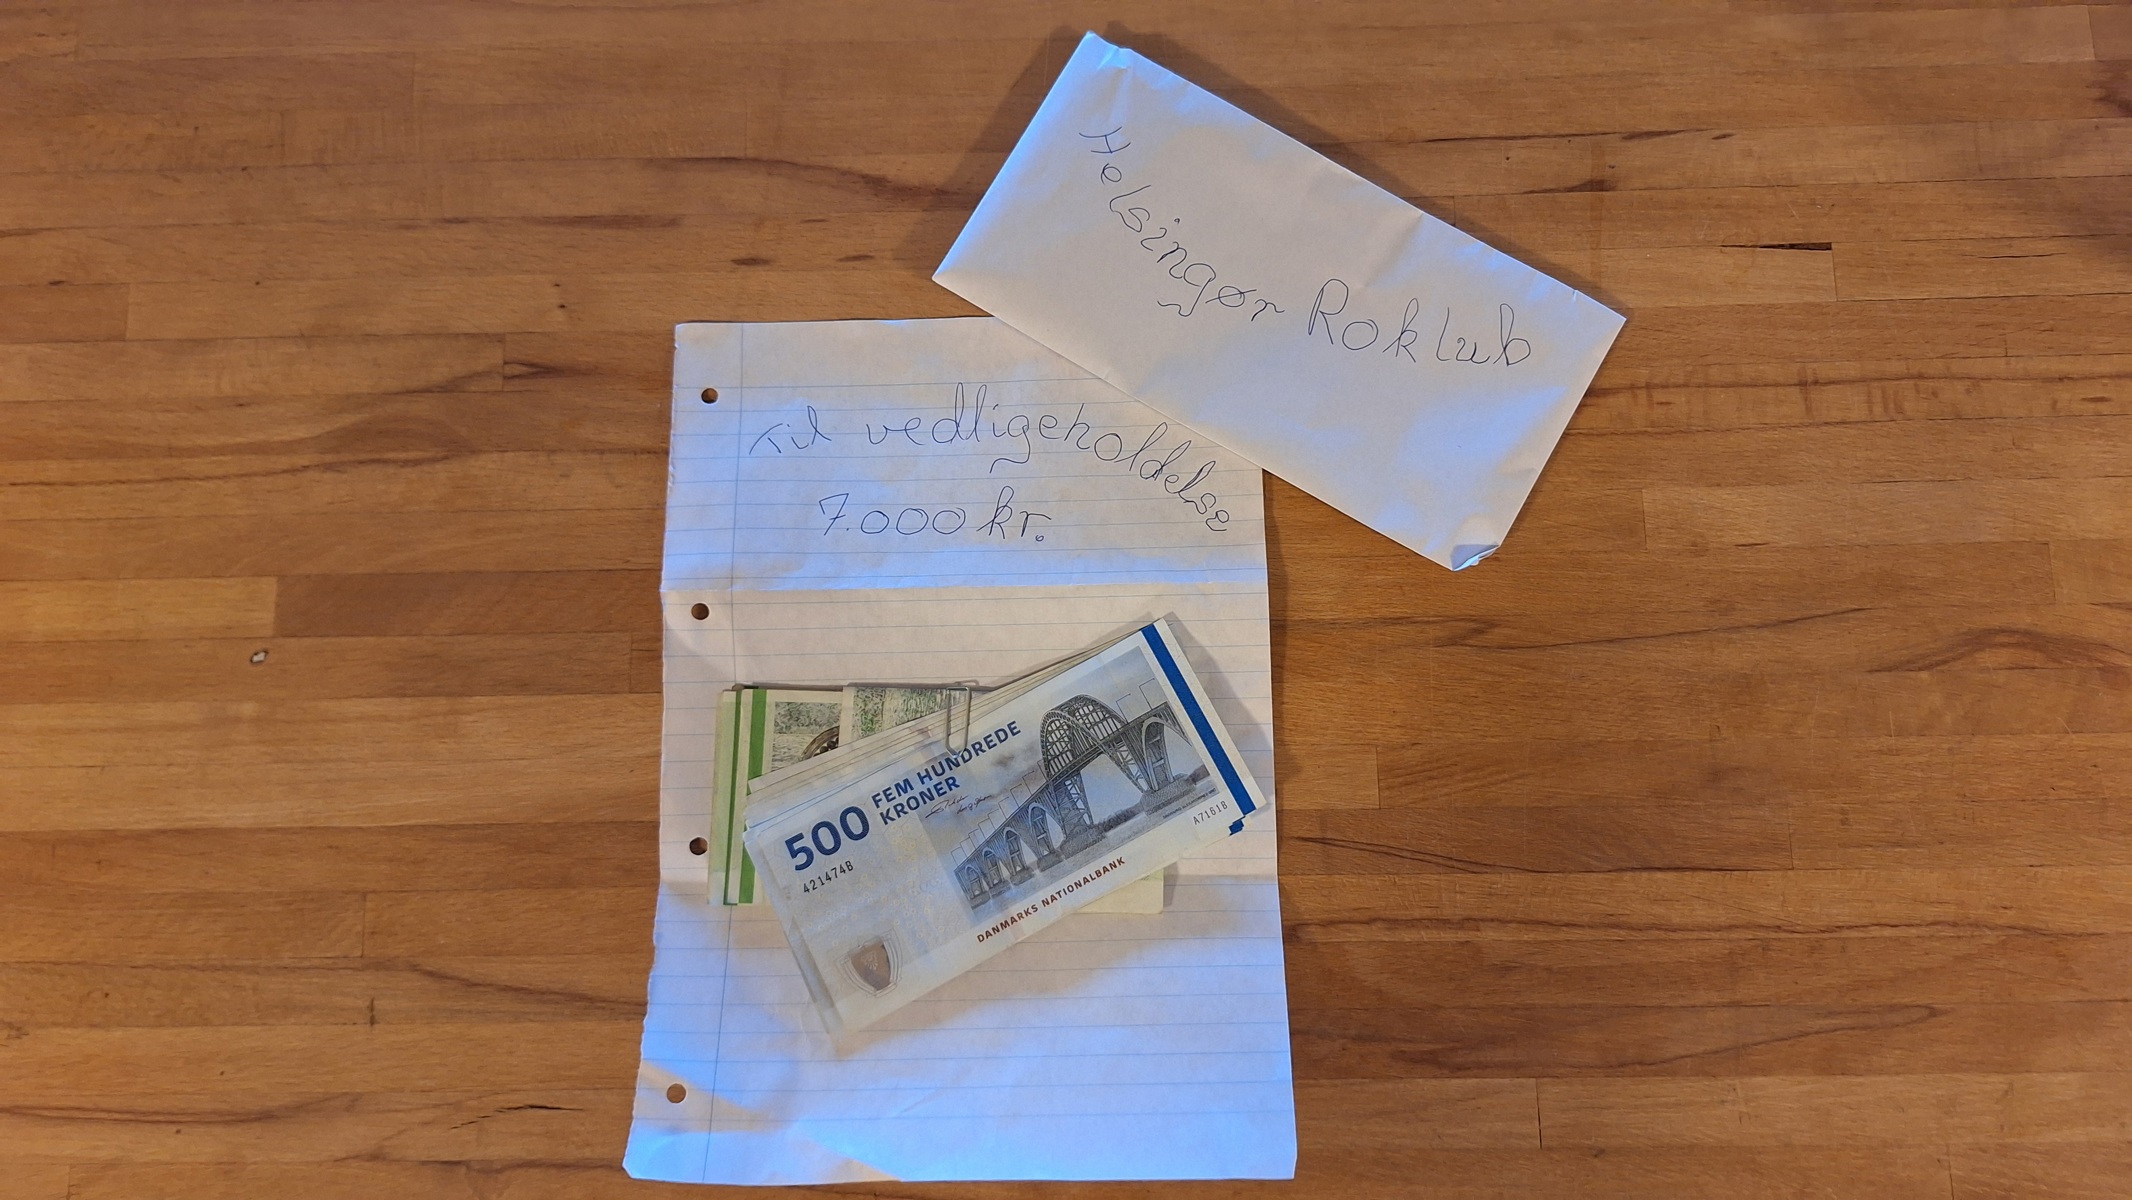 Helsingør Roklub
Til vedligeholdelse
7.000 kr.
500
FEM HUNDREDE
KRONER
421474B
A7161B
DANMARKS NATIONALBANK